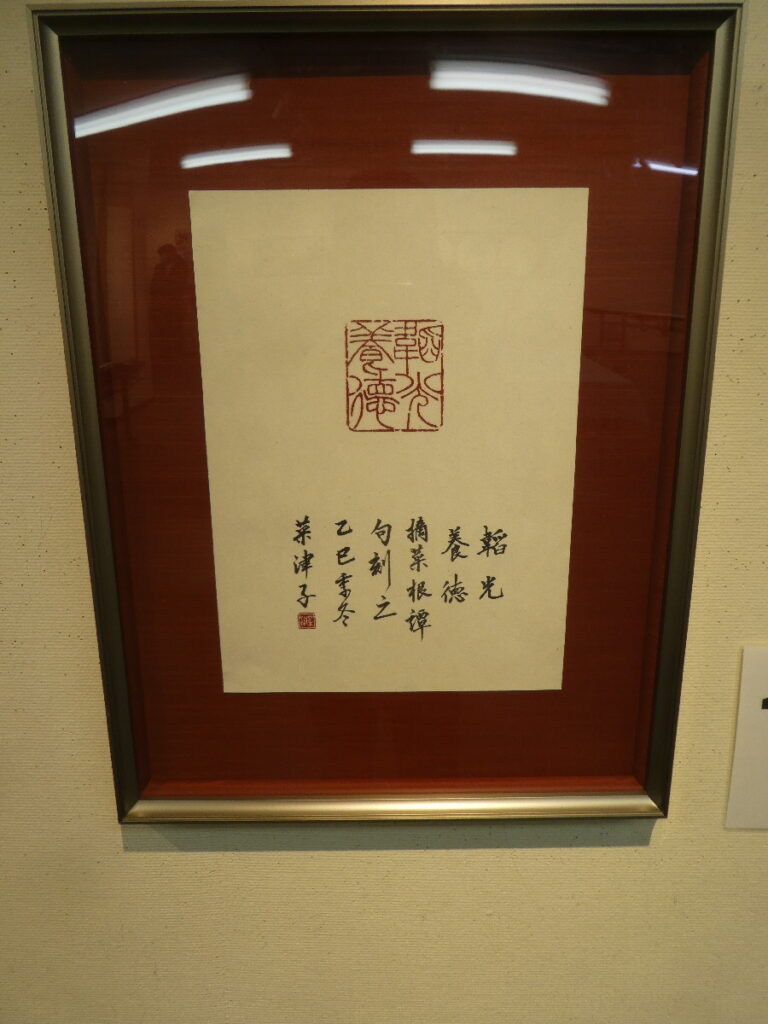 韜光
養德
韜光
養徳
摘菜根譚
句刻之
乙巳季冬
菜津子